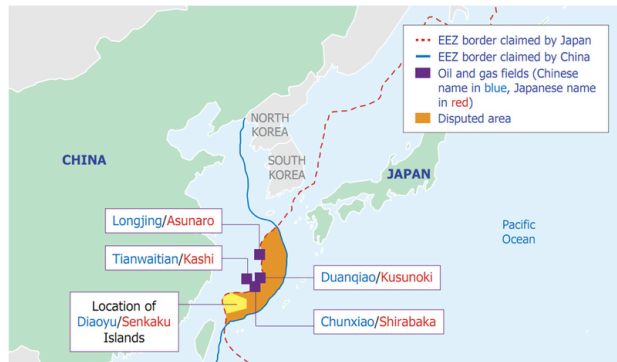 EEZ border claimed by Japan
EEZ border claimed by China
Oil and gas fields (Chinese
name in blue, Japanese name
in red)
Disputed area
NORTH
KOREA
CHINA
SOUTH
KOREA
JAPAN
Longjing/Asunaro
Pacific
Ocean
Tianwaitian/Kashi
Duanqiao/Kusunoki
Location of
Diaoyu/Senkaku
Islands
Chunxiao/Shirabaka